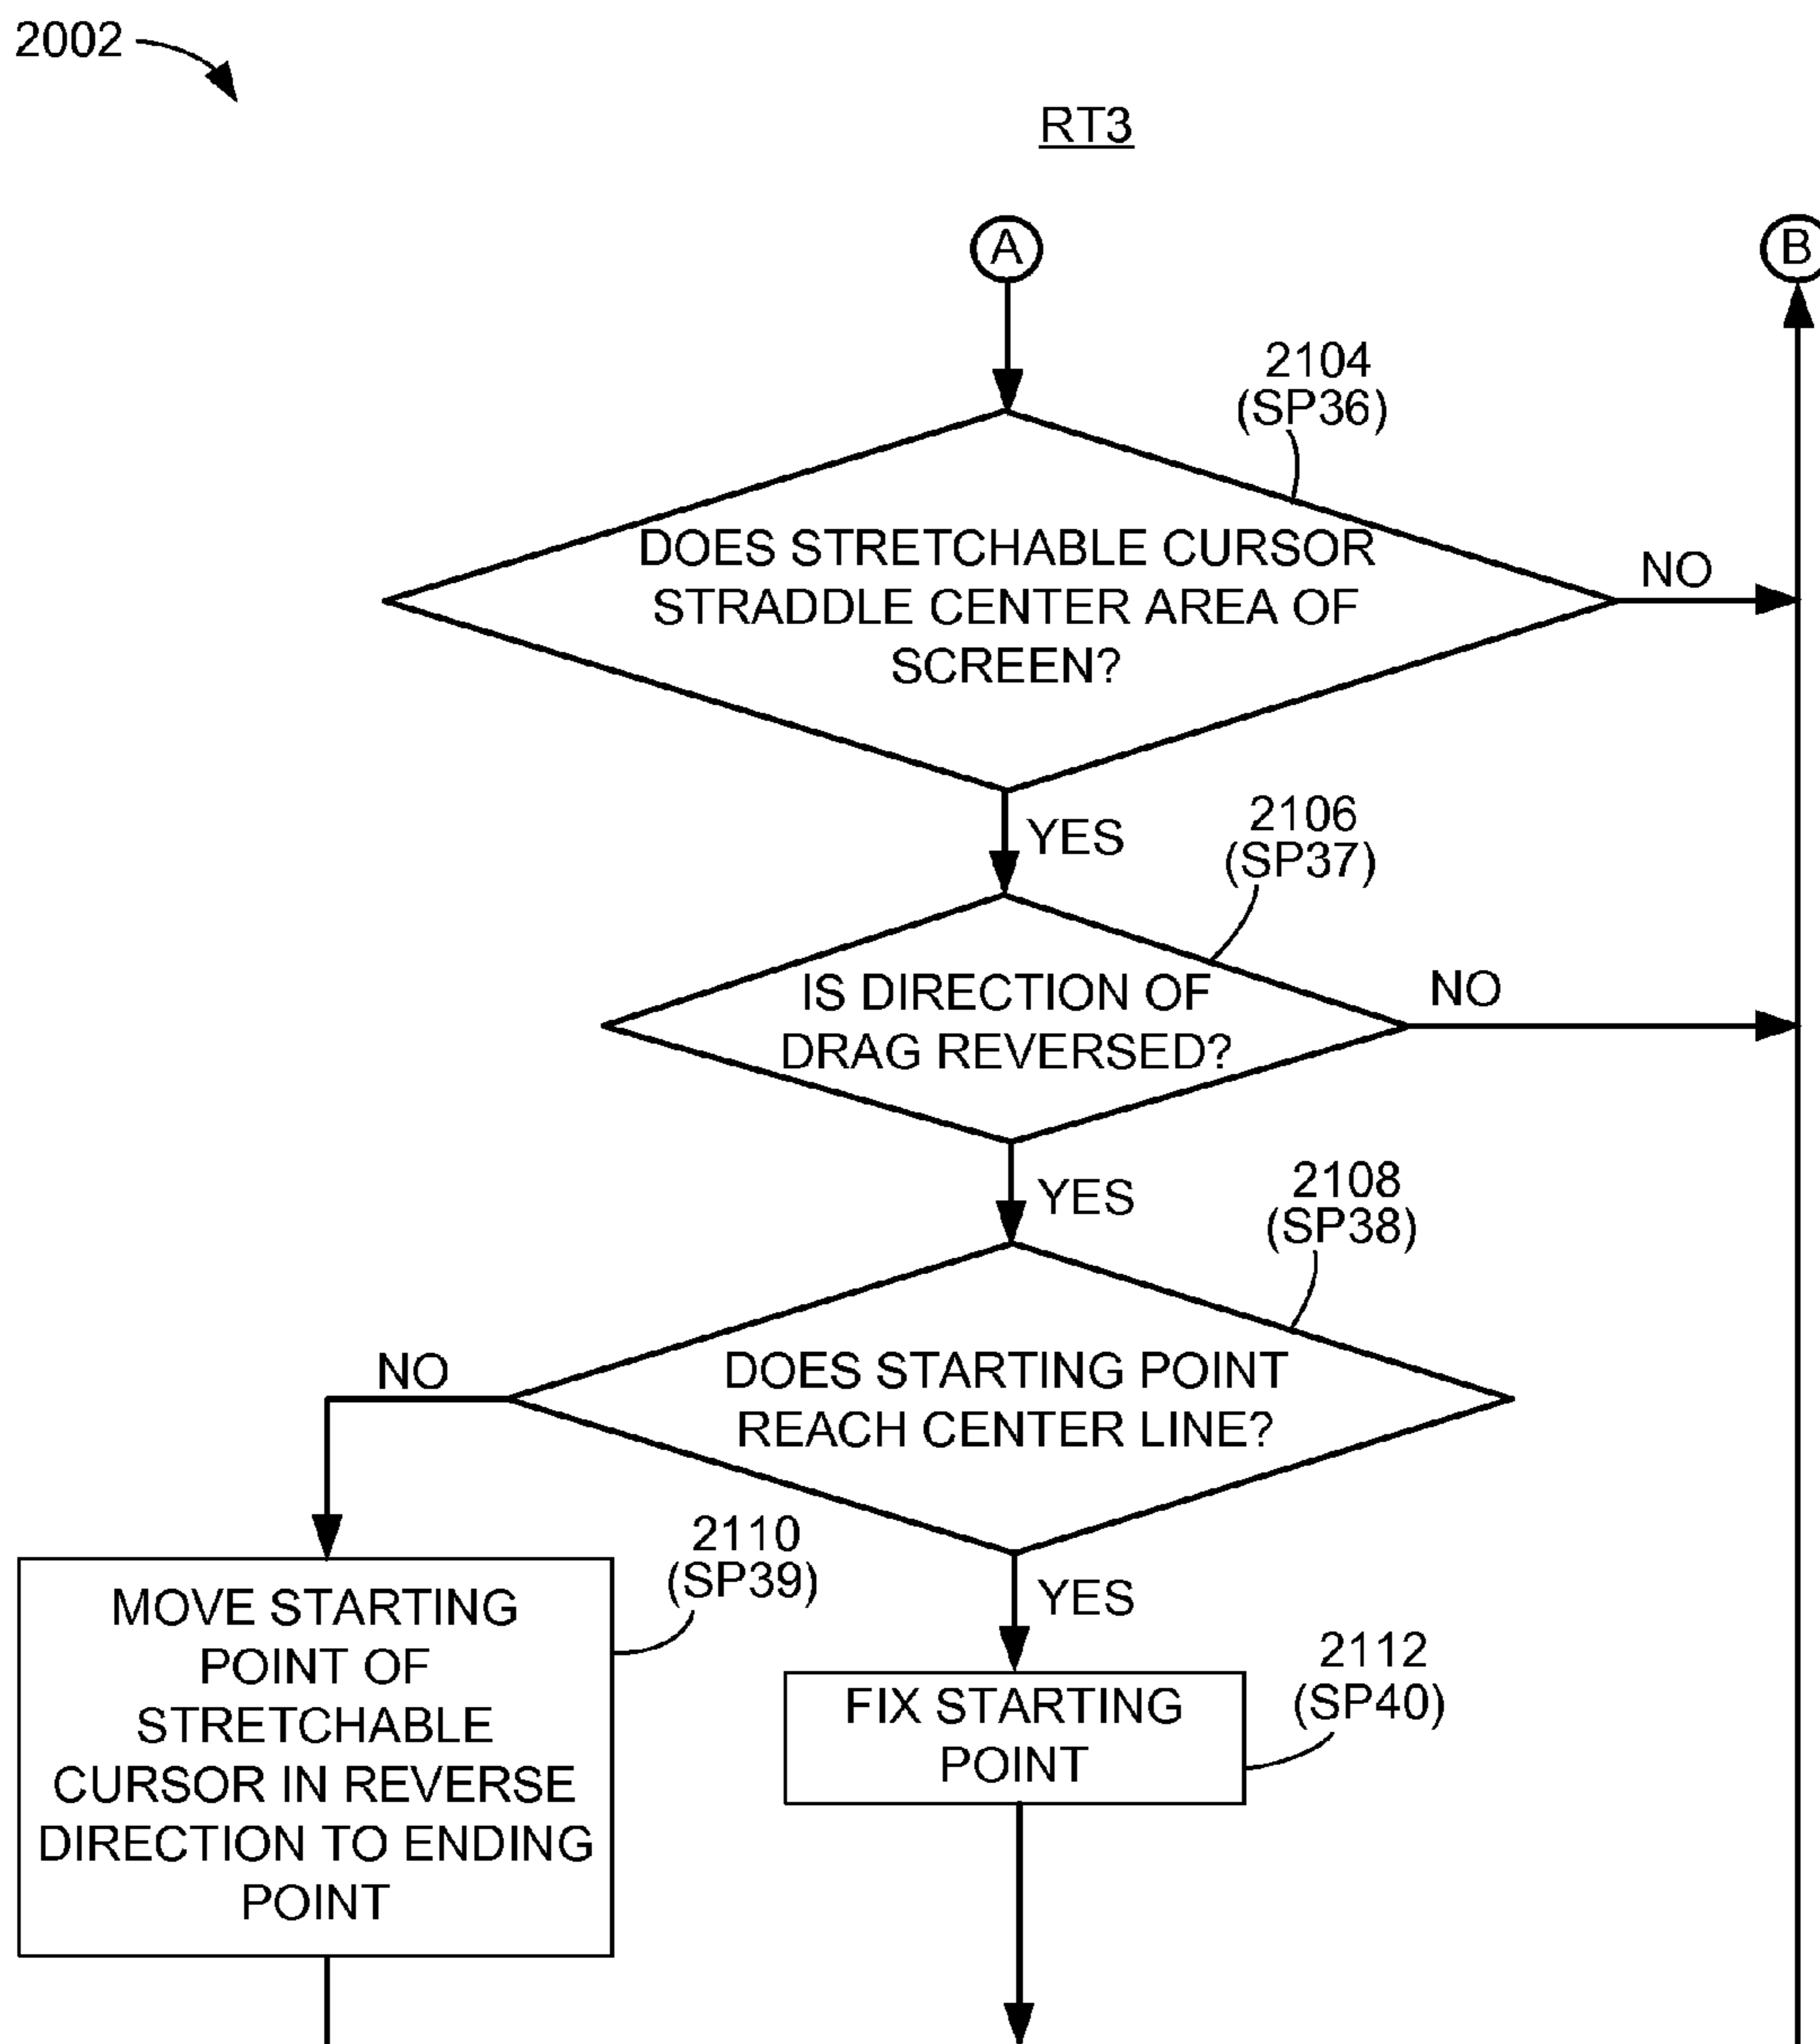 2002
RT3
A
B
2104
(SP36)
DOES STRETCHABLE CURSOR
STRADDLE CENTER AREA OF
SCREEN?
NO
YES
2106
(SP37)
IS DIRECTION OF
DRAG REVERSED?
NO
YES
2108
(SP38)
DOES STARTING POINT
REACH CENTER LINE?
NO
YES
2110
(SP39)
MOVE STARTING
POINT OF
STRETCHABLE
CURSOR IN REVERSE
DIRECTION TO ENDING
POINT
2112
(SP40)
FIX STARTING
POINT